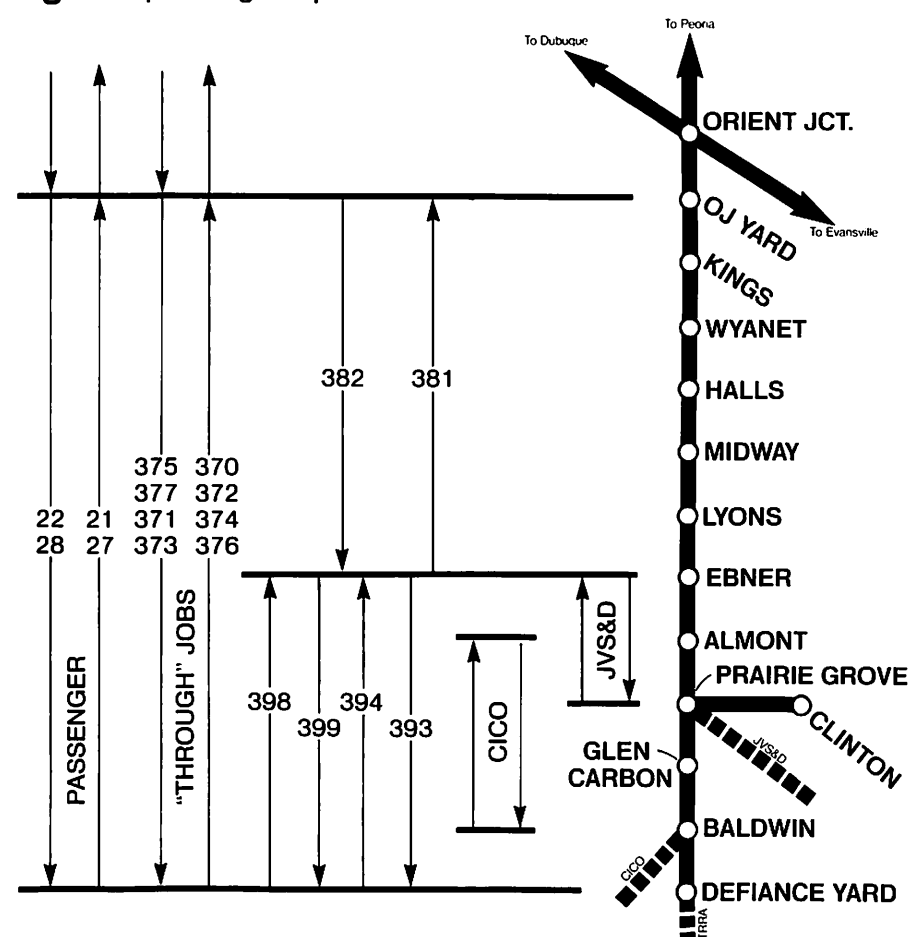 To Peoria
To Dubuque
ORIENT JCT.
OJ YARD
To Evansville
KINGS
WYANET
382
381
HALLS
MIDWAY
375
370
377
372
22
21
371
374
28
27
373
376
LYONS
EBNER
PASSENGER
"THROUGH" JOBS
JVS&D
ALMONT
PRAIRIE GROVE
398
394
399
393
CICO
CLINTON
JVS&D
GLEN
CARBON
BALDWIN
CICO
DEFIANCE YARD
TRRA